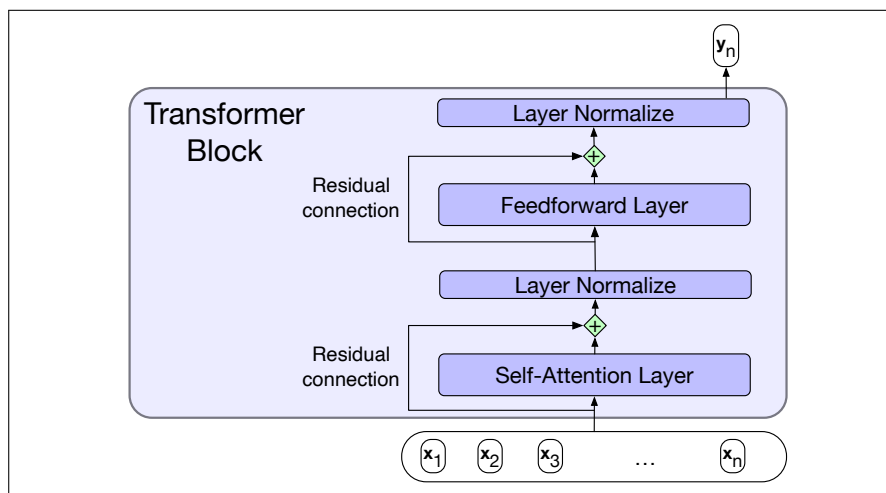 yn
Transformer
Block
Layer Normalize
+
Residual
connection
Feedforward Layer
Layer Normalize
+
Residual
connection
Self-Attention Layer
x1 x2 x3 ... xn